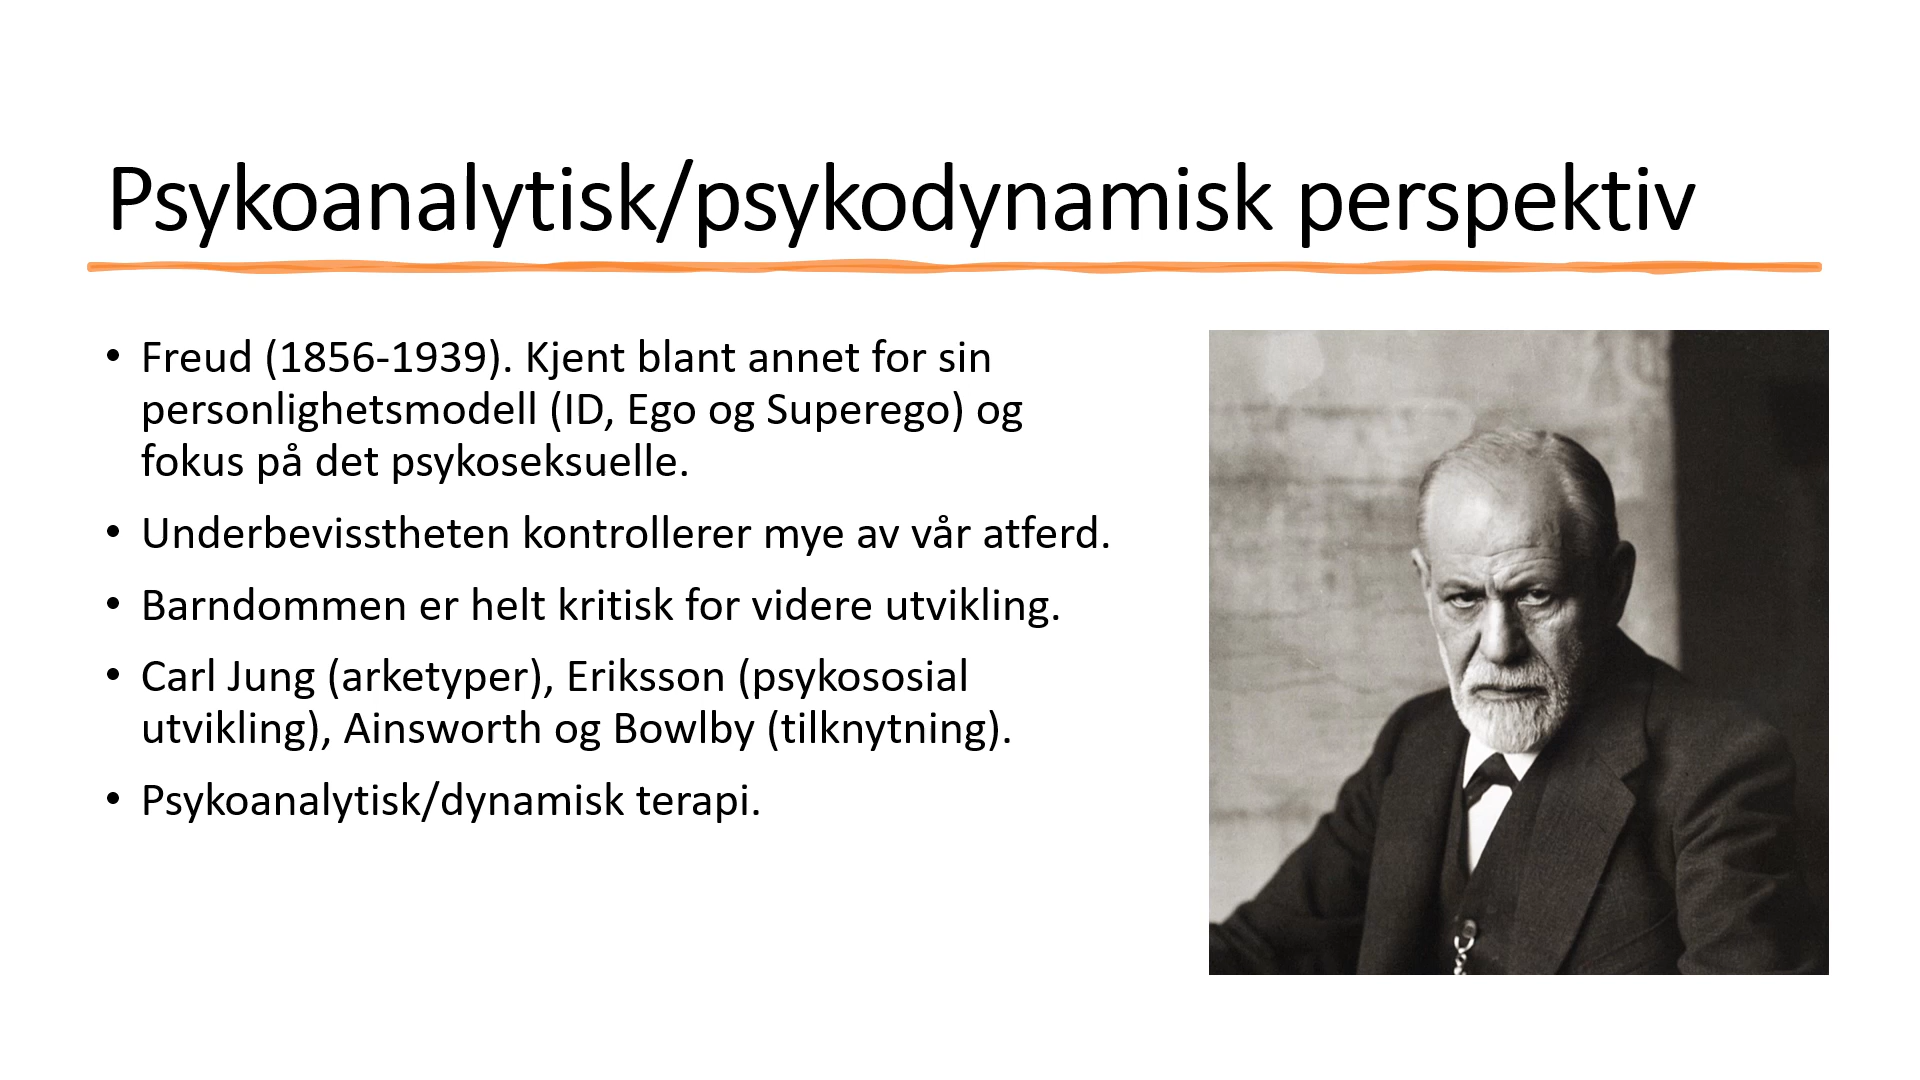 Psykoanalytisk/psykodynamisk perspektiv
• Freud (1856-1939). Kjent blant annet for sin
personlighetsmodell (ID, Ego og Superego) og
fokus på det psykoseksuelle.
• Underbevisstheten kontrollerer mye av vår atferd.
• Barndommen er helt kritisk for videre utvikling.
• Carl Jung (arketyper), Eriksson (psykososial
utvikling), Ainsworth og Bowlby (tilknytning).
• Psykoanalytisk/dynamisk terapi.